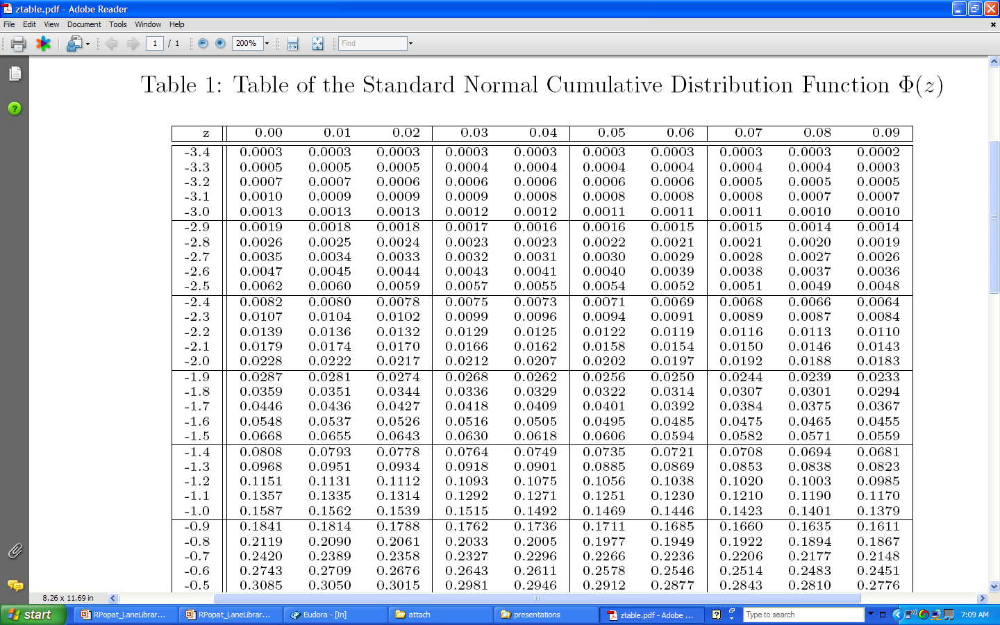 ztable.pdf - Adobe Reader
File Edit View Document Tools Window Help
1 / 1 200% Find
Table 1: Table of the Standard Normal Cumulative Distribution Function Φ(z)
z 0.00 0.01 0.02 0.03 0.04 0.05 0.06 0.07 0.08 0.09
-3.4 0.0003 0.0003 0.0003 0.0003 0.0003 0.0003 0.0003 0.0003 0.0003 0.0002
-3.3 0.0005 0.0005 0.0005 0.0004 0.0004 0.0004 0.0004 0.0004 0.0004 0.0003
-3.2 0.0007 0.0007 0.0006 0.0006 0.0006 0.0006 0.0006 0.0005 0.0005 0.0005
-3.1 0.0010 0.0009 0.0009 0.0009 0.0008 0.0008 0.0008 0.0008 0.0007 0.0007
-3.0 0.0013 0.0013 0.0013 0.0012 0.0012 0.0011 0.0011 0.0011 0.0010 0.0010
-2.9 0.0019 0.0018 0.0018 0.0017 0.0016 0.0016 0.0015 0.0015 0.0014 0.0014
-2.8 0.0026 0.0025 0.0024 0.0023 0.0023 0.0022 0.0021 0.0021 0.0020 0.0019
-2.7 0.0035 0.0034 0.0033 0.0032 0.0031 0.0030 0.0029 0.0028 0.0027 0.0026
-2.6 0.0047 0.0045 0.0044 0.0043 0.0041 0.0040 0.0039 0.0038 0.0037 0.0036
-2.5 0.0062 0.0060 0.0059 0.0057 0.0055 0.0054 0.0052 0.0051 0.0049 0.0048
-2.4 0.0082 0.0080 0.0078 0.0075 0.0073 0.0071 0.0069 0.0068 0.0066 0.0064
-2.3 0.0107 0.0104 0.0102 0.0099 0.0096 0.0094 0.0091 0.0089 0.0087 0.0084
-2.2 0.0139 0.0136 0.0132 0.0129 0.0125 0.0122 0.0119 0.0116 0.0113 0.0110
-2.1 0.0179 0.0174 0.0170 0.0166 0.0162 0.0158 0.0154 0.0150 0.0146 0.0143
-2.0 0.0228 0.0222 0.0217 0.0212 0.0207 0.0202 0.0197 0.0192 0.0188 0.0183
-1.9 0.0287 0.0281 0.0274 0.0268 0.0262 0.0256 0.0250 0.0244 0.0239 0.0233
-1.8 0.0359 0.0351 0.0344 0.0336 0.0329 0.0322 0.0314 0.0307 0.0301 0.0294
-1.7 0.0446 0.0436 0.0427 0.0418 0.0409 0.0401 0.0392 0.0384 0.0375 0.0367
-1.6 0.0548 0.0537 0.0526 0.0516 0.0505 0.0495 0.0485 0.0475 0.0465 0.0455
-1.5 0.0668 0.0655 0.0643 0.0630 0.0618 0.0606 0.0594 0.0582 0.0571 0.0559
-1.4 0.0808 0.0793 0.0778 0.0764 0.0749 0.0735 0.0721 0.0708 0.0694 0.0681
-1.3 0.0968 0.0951 0.0934 0.0918 0.0901 0.0885 0.0869 0.0853 0.0838 0.0823
-1.2 0.1151 0.1131 0.1112 0.1093 0.1075 0.1056 0.1038 0.1020 0.1003 0.0985
-1.1 0.1357 0.1335 0.1314 0.1292 0.1271 0.1251 0.1230 0.1210 0.1190 0.1170
-1.0 0.1587 0.1562 0.1539 0.1515 0.1492 0.1469 0.1446 0.1423 0.1401 0.1379
-0.9 0.1841 0.1814 0.1788 0.1762 0.1736 0.1711 0.1685 0.1660 0.1635 0.1611
-0.8 0.2119 0.2090 0.2061 0.2033 0.2005 0.1977 0.1949 0.1922 0.1894 0.1867
-0.7 0.2420 0.2389 0.2358 0.2327 0.2296 0.2266 0.2236 0.2206 0.2177 0.2148
-0.6 0.2743 0.2709 0.2676 0.2643 0.2611 0.2578 0.2546 0.2514 0.2483 0.2451
-0.5 0.3085 0.3050 0.3015 0.2981 0.2946 0.2912 0.2877 0.2843 0.2810 0.2776
8.26 x 11.69 in
start RPopat_LaneLibrar... RPopat_LaneLibrar... Eudora - [In] attach presentations ztable.pdf - Adobe ... Type to search 7:09 AM